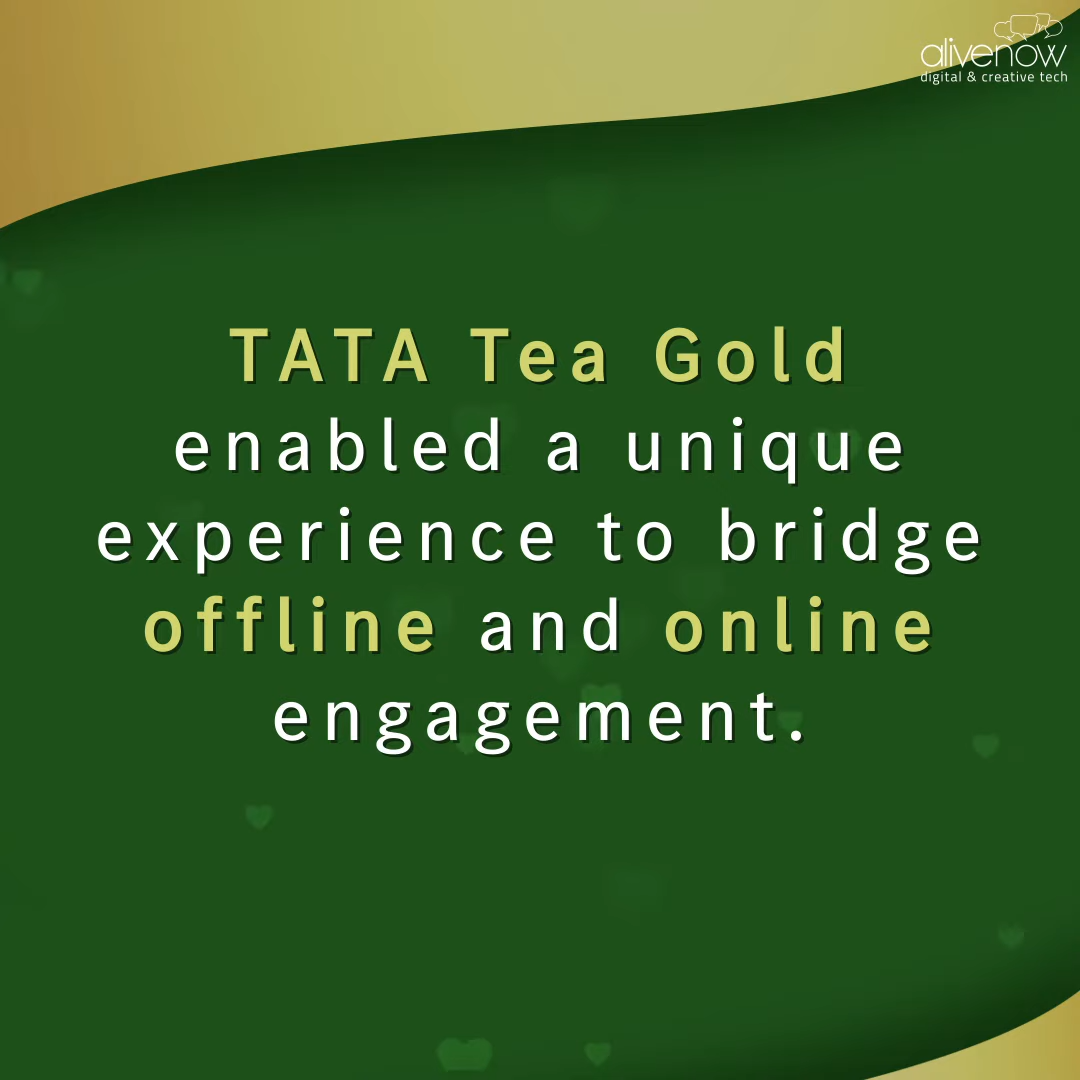 alivenow
digital & creative tech
TATA Tea Gold
enabled a unique
experience to bridge
offline and online
engagement.